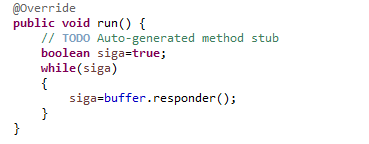 @Override
public void run() {
// TODO Auto-generated method stub
boolean siga=true;
while(siga)
{
siga=buffer.responder();
}
}